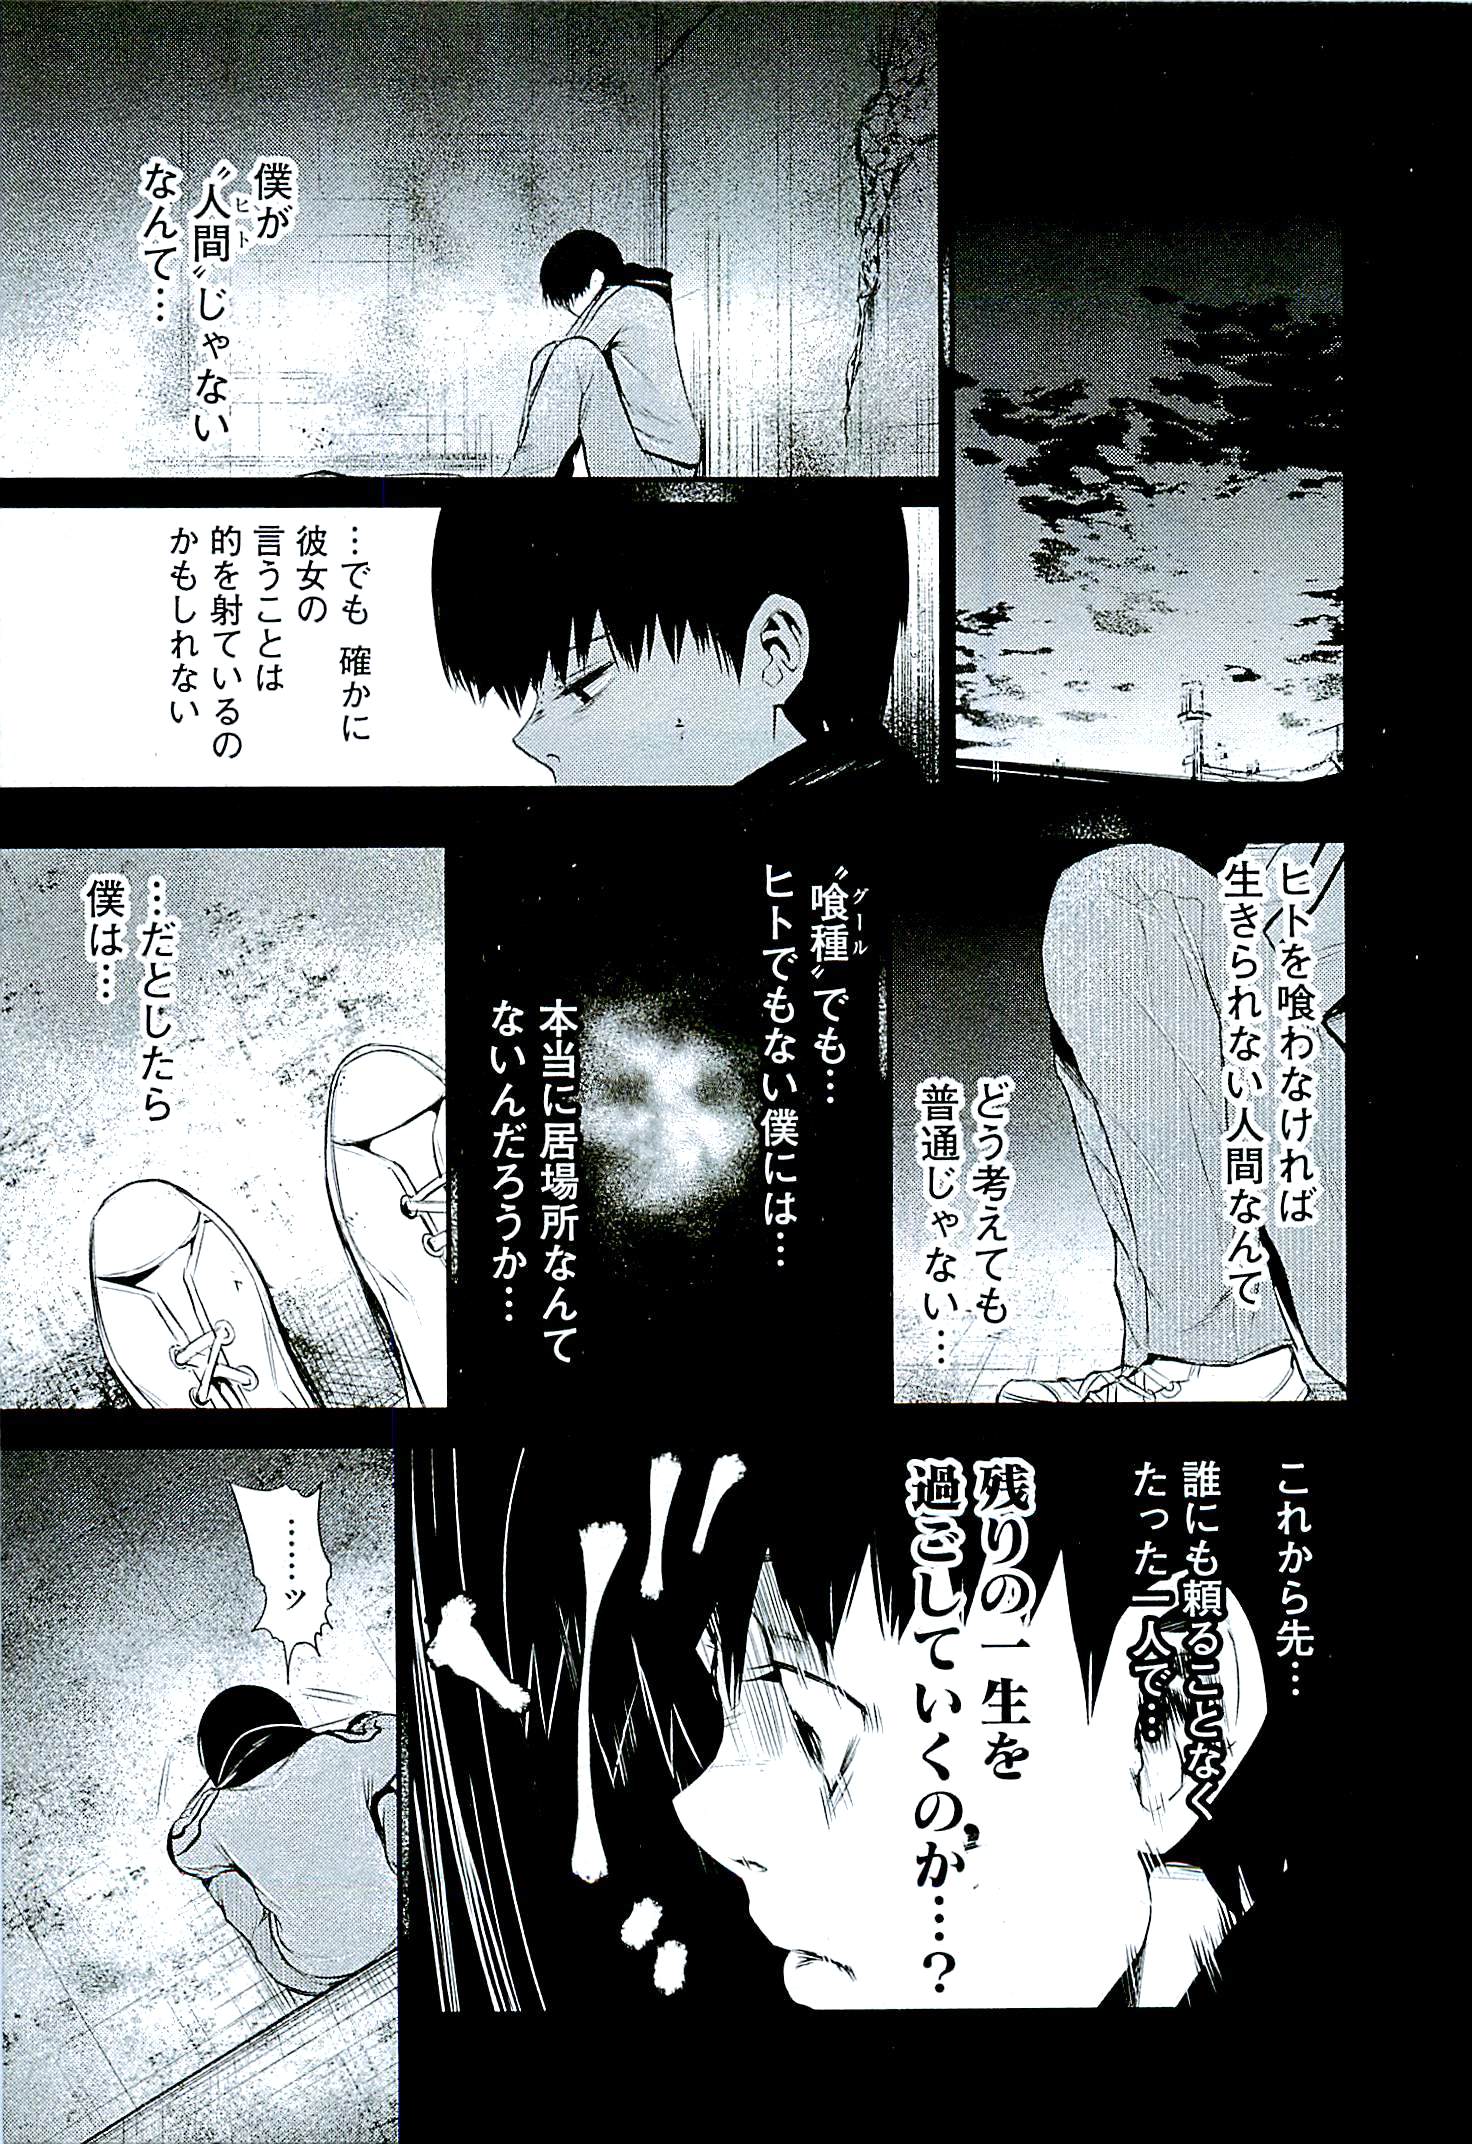 僕が
〝人間〟じゃない
ヒト
なんて…
…でも 確かに
彼女の
言うことは
的を射ているの
かもしれない
ヒトを喰わなければ
生きられない人間なんて
どう考えても
普通じゃない…
〝喰種〟でも…
グール
ヒトでもない僕には…
本当に居場所なんて
ないんだろうか…
…だとしたら
僕は…
これから先…
誰にも頼ることなく
たった一人で…
残りの一生を
過ごしていくのか……?
……ッ